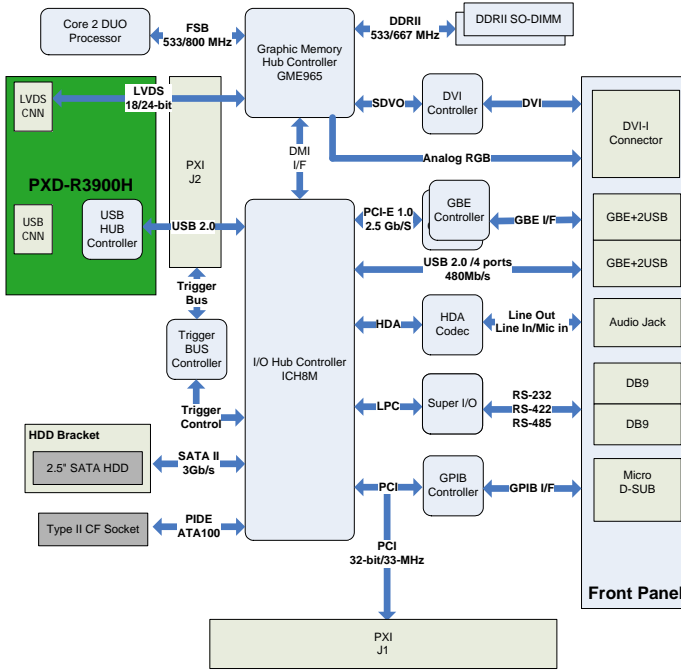 Core 2 DUO
Processor
FSB
533/800 MHz
Graphic Memory
Hub Controller
GME965
DDRII
533/667 MHz
DDRII SO-DIMM
LVDS
CNN
LVDS
18/24-bit
SDVO
DVI
Controller
DVI
DVI-I
Connector
Analog RGB
DMI
I/F
PXI
J2
PXD-R3900H
USB
CNN
USB
HUB
Controller
USB 2.0
PCI-E 1.0
2.5 Gb/S
GBE
Controller
GBE I/F
GBE+2USB
USB 2.0 /4 ports
480Mb/s
GBE+2USB
Trigger
Bus
Trigger
BUS
Controller
Trigger
Control
I/O Hub Controller
ICH8M
HDA
HDA
Codec
Line Out
Line In/Mic in
Audio Jack
LPC
Super I/O
RS-232
RS-422
RS-485
DB9
DB9
HDD Bracket
2.5" SATA HDD
SATA II
3Gb/s
PCI
GPIB
Controller
GPIB I/F
Micro
D-SUB
Type II CF Socket
PIDE
ATA100
PCI
32-bit/33-MHz
Front Panel
PXI
J1